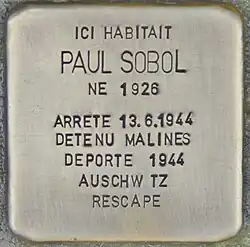 ICI HABITAIT
PAUL SOBOL
NE 1926
ARRETE 13.6.1944
DETENU MALINES
DEPORTE 1944
AUSCHW TZ
RESCAPE